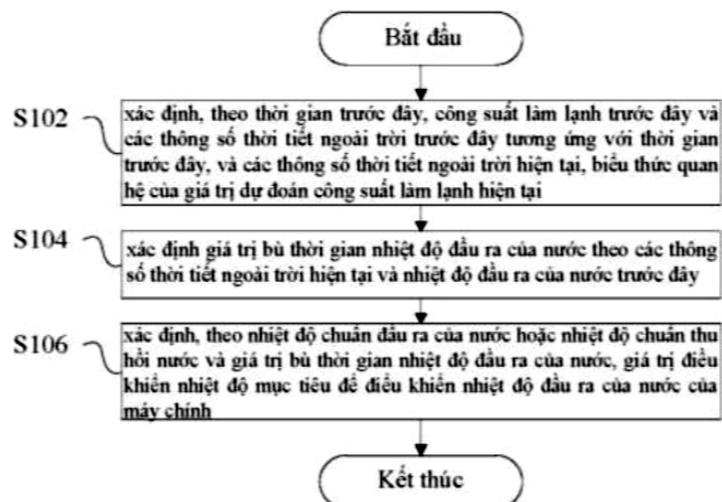 Bắt đầu
S102
xác định, theo thời gian trước đây, công suất làm lạnh trước đây và
các thông số thời tiết ngoài trời trước đây tương ứng với thời gian
trước đây, và các thông số thời tiết ngoài trời hiện tại, biểu thức quan
hệ của giá trị dự đoán công suất làm lạnh hiện tại
S104
xác định giá trị bù thời gian nhiệt độ đầu ra của nước theo các thông
số thời tiết ngoài trời hiện tại và nhiệt độ đầu ra của nước trước đây
S106
xác định, theo nhiệt độ chuẩn đầu ra của nước hoặc nhiệt độ chuẩn thu
hồi nước và giá trị bù thời gian nhiệt độ đầu ra của nước, giá trị điều
khiển nhiệt độ mục tiêu để điều khiển nhiệt độ đầu ra của nước của
máy chính
Kết thúc